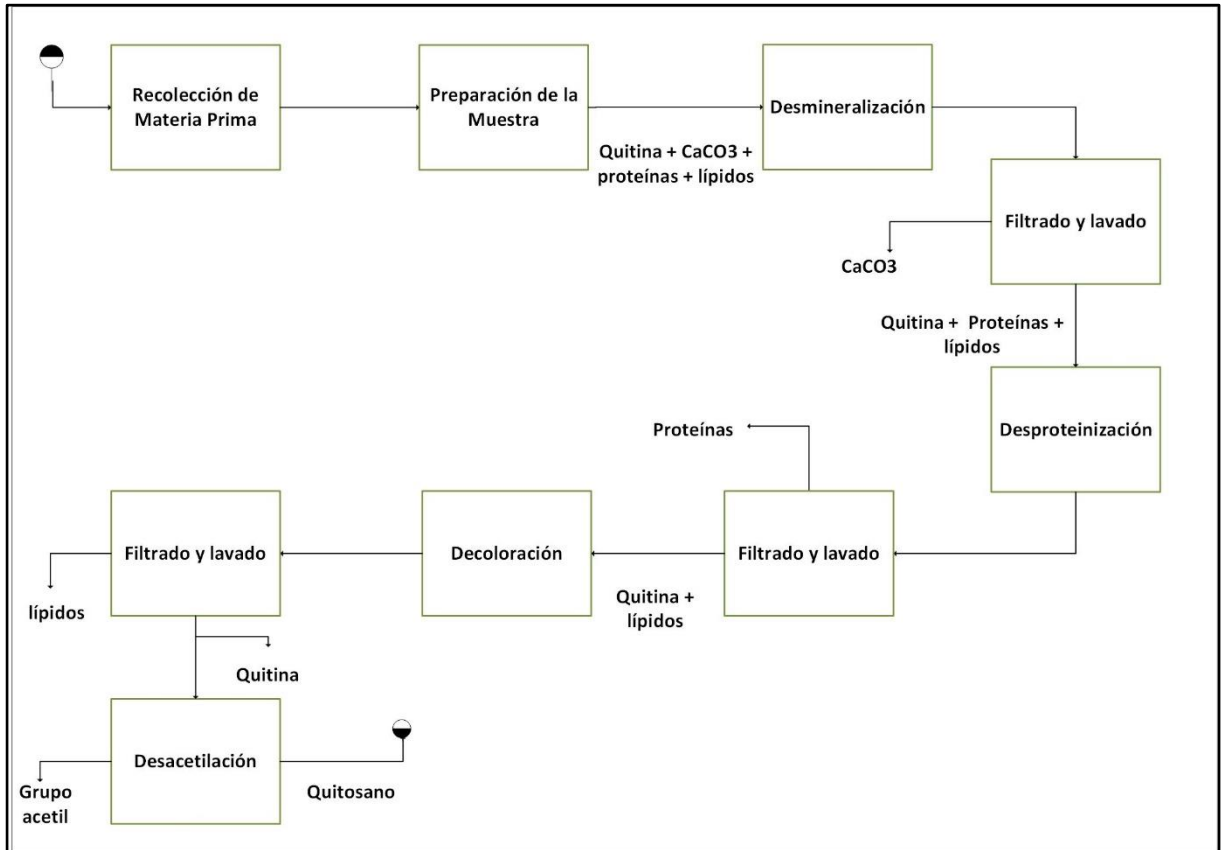 Recolección de
Materia Prima
Preparación de la
Muestra
Quitina + CaCO3 +
proteínas + lípidos
Desmineralización
Filtrado y lavado
CaCO3
Quitina + Proteínas +
lípidos
Desproteinización
Proteínas
Filtrado y lavado
Quitina +
lípidos
Decoloración
Filtrado y lavado
lípidos
Quitina
Desacetilación
Grupo
acetil
Quitosano